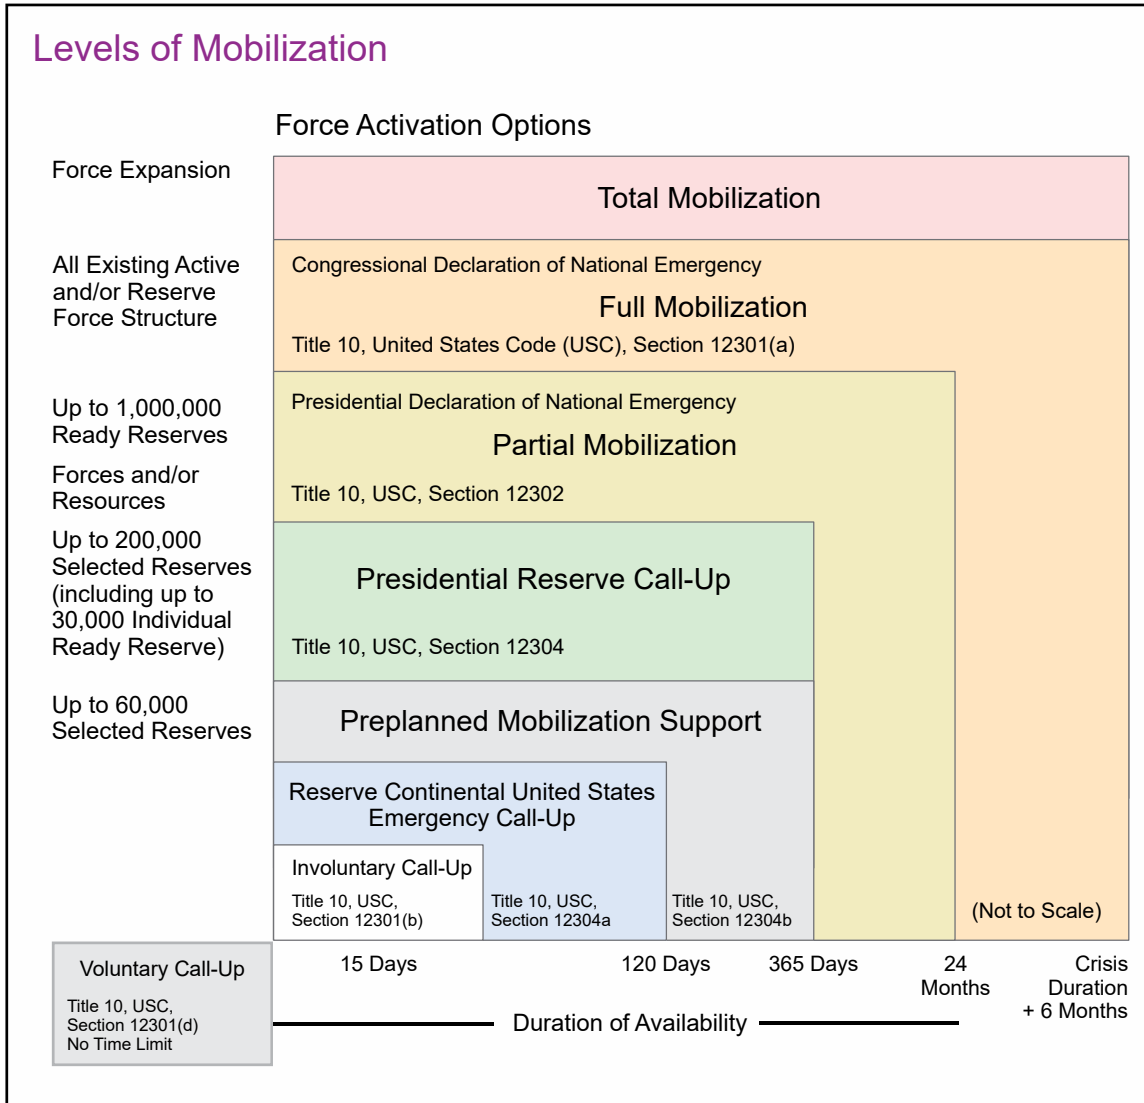 Levels of Mobilization
Force Activation Options
Force Expansion
Total Mobilization
All Existing Active
and/or Reserve
Force Structure
Congressional Declaration of National Emergency
Full Mobilization
Title 10, United States Code (USC), Section 12301(a)
Up to 1,000,000
Ready Reserves
Forces and/or
Resources
Presidential Declaration of National Emergency
Partial Mobilization
Title 10, USC, Section 12302
Up to 200,000
Selected Reserves
(including up to
30,000 Individual
Ready Reserve)
Presidential Reserve Call-Up
Title 10, USC, Section 12304
Up to 60,000
Selected Reserves
Preplanned Mobilization Support
Reserve Continental United States
Emergency Call-Up
Involuntary Call-Up
Title 10, USC,
Section 12301(b)
Title 10, USC,
Section 12304a
Title 10, USC,
Section 12304b
(Not to Scale)
Voluntary Call-Up
Title 10, USC,
Section 12301(d)
No Time Limit
15 Days
120 Days
365 Days
24
Months
Crisis
Duration
+ 6 Months
Duration of Availability